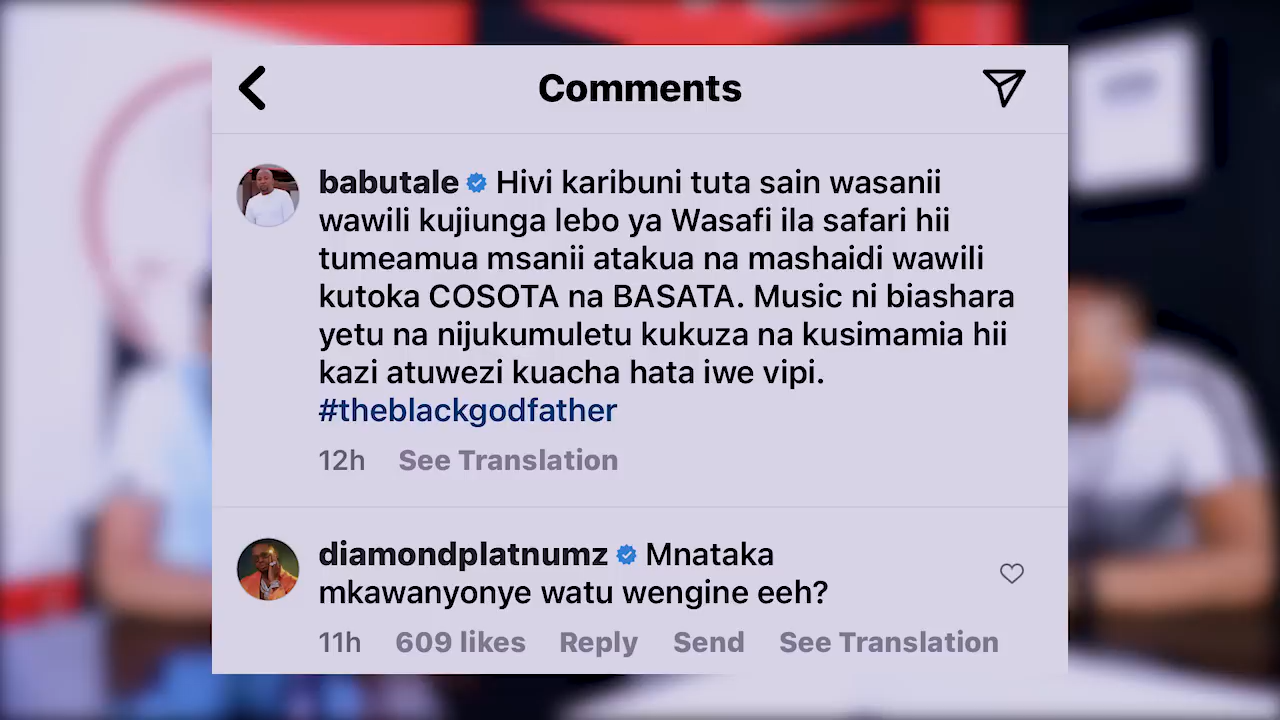 Comments
babutale Hivi karibuni tuta sain wasanii
wawili kujiunga lebo ya Wasafi ila safari hii
tumeamua msanii atakua na mashaidi wawili
kutoka COSOTA na BASATA. Music ni biashara
yetu na nijukumuletu kukuza na kusimamia hii
kazi atuwezi kuacha hata iwe vipi.
#theblackgodfather
12h See Translation
diamondplatnumz Mnataka
mkawanyonye watu wengine eeh?
11h 609 likes Reply Send See Translation